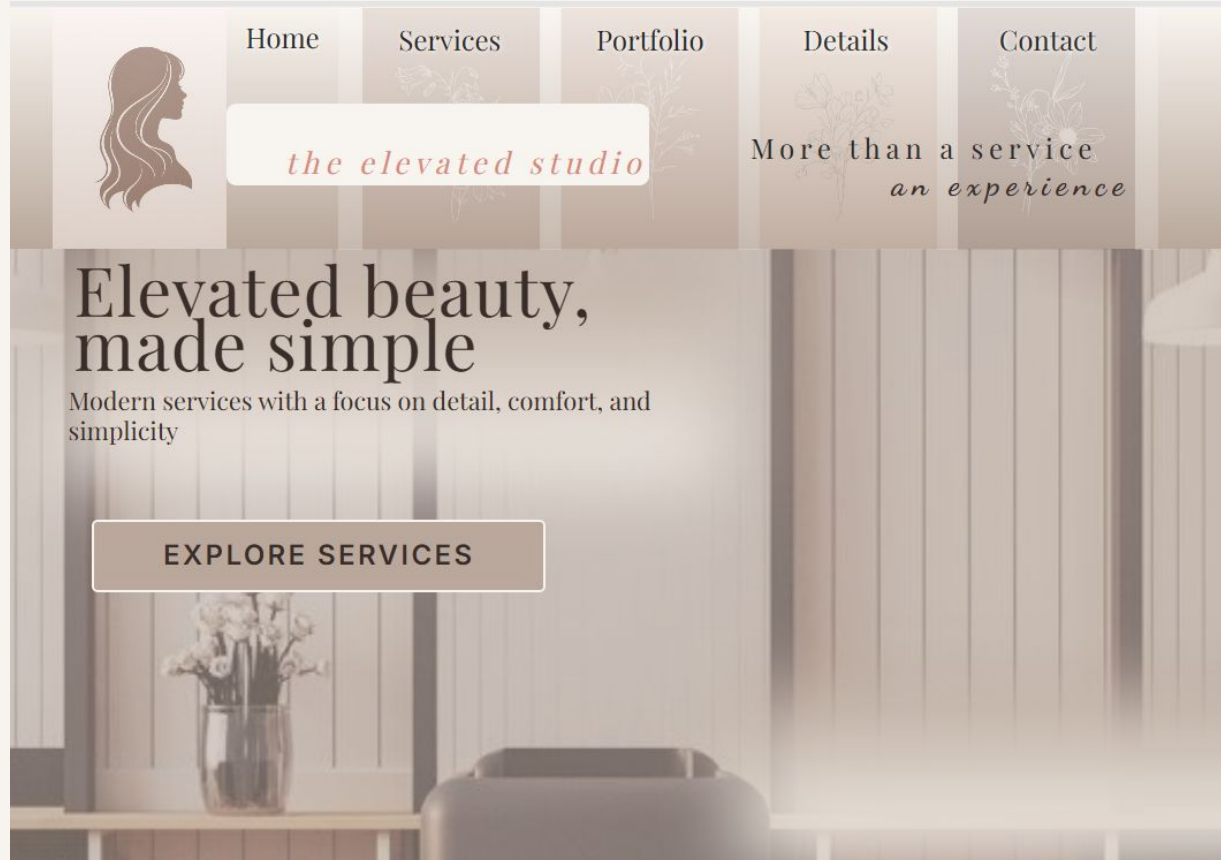 Home
Services
Portfolio
Details
Contact
the elevated studio
More than a service
an experience
Elevated beauty,
made simple
Modern services with a focus on detail, comfort, and
simplicity
EXPLORE SERVICES